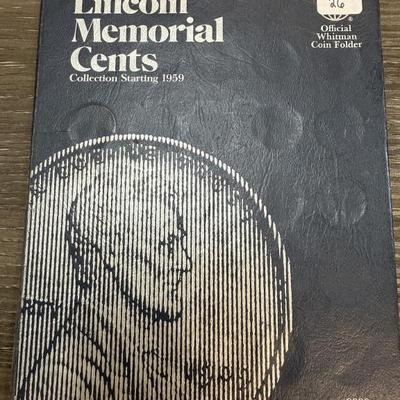 Lincoln
Memorial
Cents
Collection Starting 1959
26
®
Official
Whitman
Coin Folder